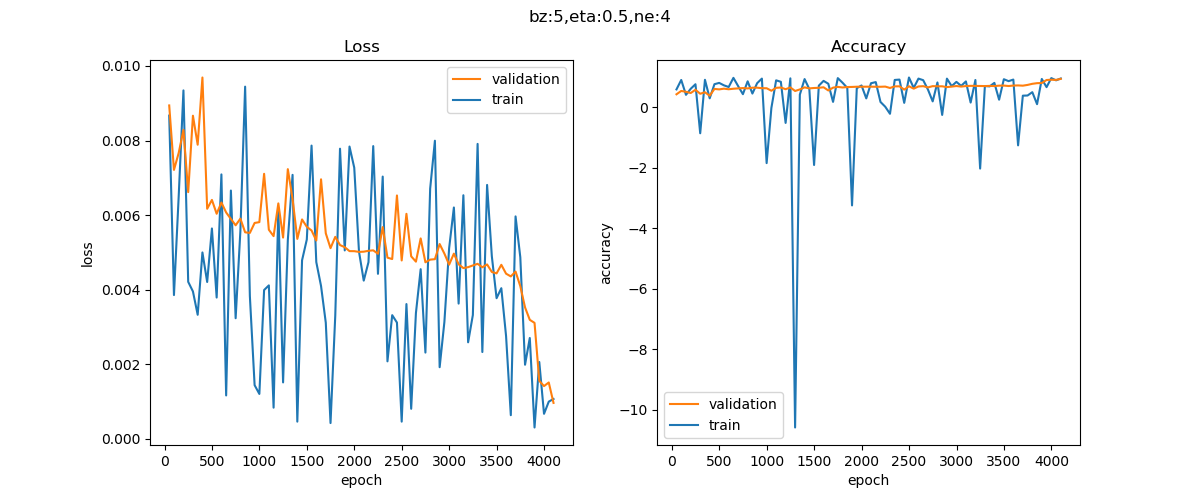 bz:5,eta:0.5,ne:4
Loss
0.010
0.008
0.006
0.004
0.002
0.000
loss
validation
train
0
500
1000
1500
2000
2500
3000
3500
4000
epoch
Accuracy
0
−2
−4
−6
−8
−10
accuracy
validation
train
0
500
1000
1500
2000
2500
3000
3500
4000
epoch